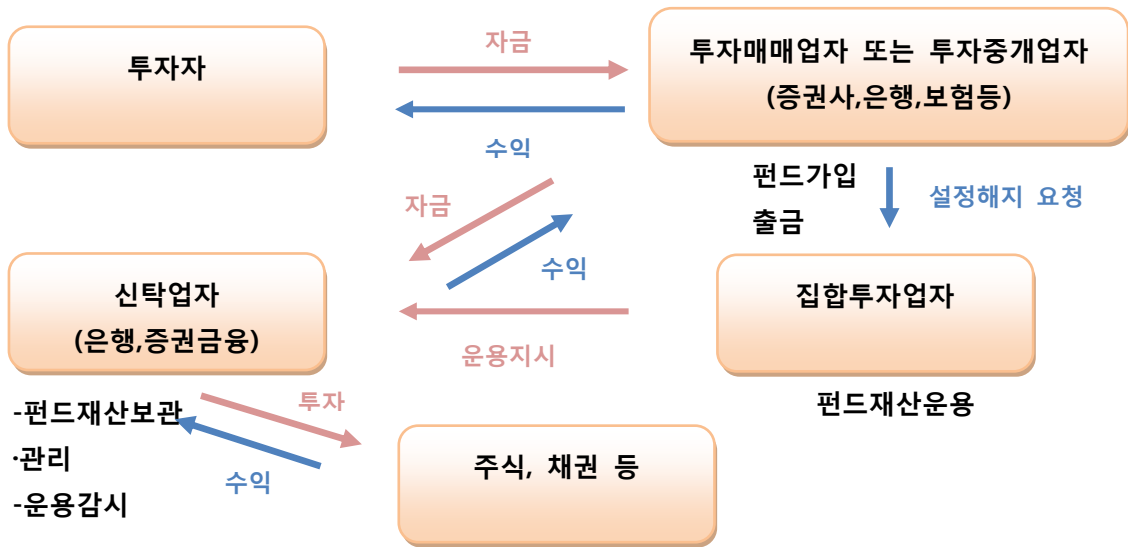 투자자
자금
수익
투자매매업자 또는 투자중개업자
(증권사,은행,보험등)
펀드가입
출금
설정해지 요청
자금
수익
신탁업자
(은행,증권금융)
운용지시
집합투자업자
펀드재산운용
-펀드재산보관
·관리
-운용감시
투자
수익
주식, 채권 등